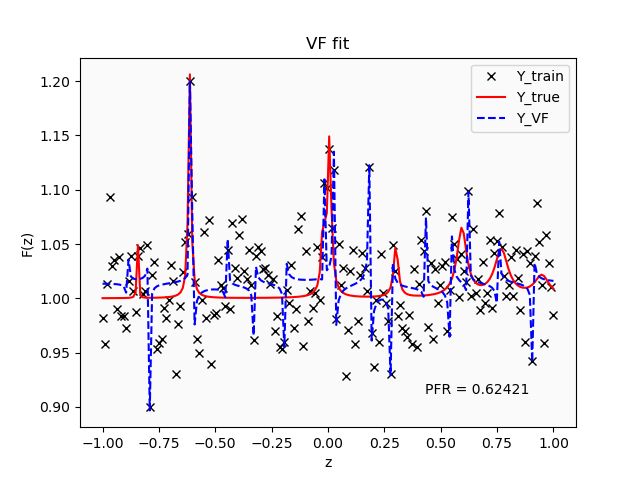 VF fit
Y_train
Y_true
Y_VF
1.20
1.15
1.10
1.05
1.00
0.95
0.90
F(z)
PFR = 0.62421
−1.00 −0.75 −0.50 −0.25 0.00 0.25 0.50 0.75 1.00
z